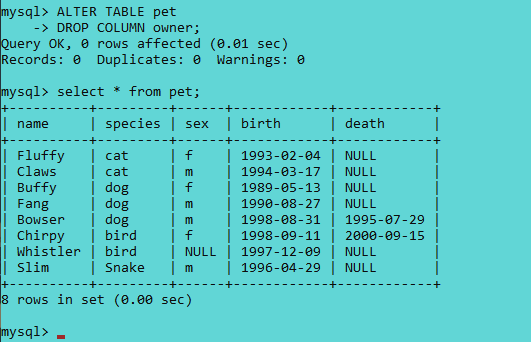 mysql> ALTER TABLE pet
    -> DROP COLUMN owner;
Query OK, 0 rows affected (0.01 sec)
Records: 0  Duplicates: 0  Warnings: 0
mysql> select * from pet;
+----------+---------+------+------------+------------+
| name     | species | sex  | birth      | death      |
+----------+---------+------+------------+------------+
| Fluffy   | cat     | f    | 1993-02-04 | NULL       |
| Claws    | cat     | m    | 1994-03-17 | NULL       |
| Buffy    | dog     | f    | 1989-05-13 | NULL       |
| Fang     | dog     | m    | 1990-08-27 | NULL       |
| Bowser   | dog     | m    | 1998-08-31 | 1995-07-29 |
| Chirpy   | bird    | f    | 1998-09-11 | 2000-09-15 |
| Whistler | bird    | NULL | 1997-12-09 | NULL       |
| Slim     | Snake   | m    | 1996-04-29 | NULL       |
+----------+---------+------+------------+------------+
8 rows in set (0.00 sec)
mysql>